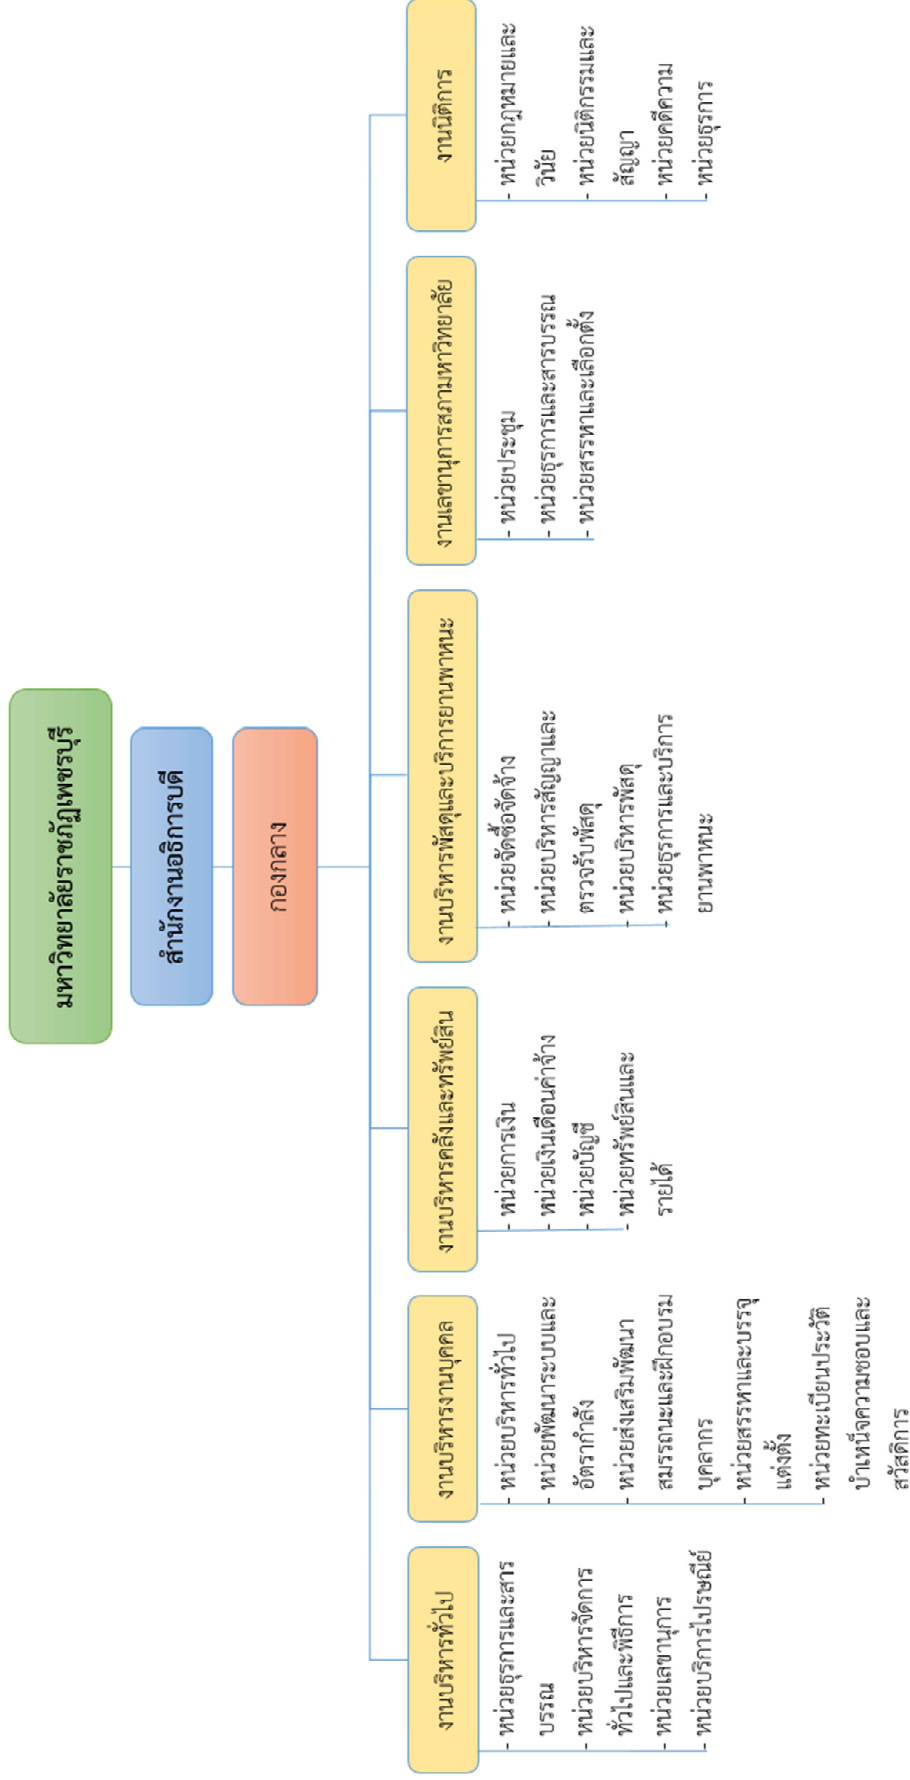 มหาวิทยาลัยราชภัฏเพชรบุรี
สำนักงานอธิการบดี
กองกลาง
งานบริหารทั่วไป
- หน่วยธุรการและสาร
บรรณ
- หน่วยบริหารจัดการ
ทั่วไปและพิธีการ
- หน่วยเลขานุการ
- หน่วยบริการไปรษณีย์
งานบริหารงานบุคคล
- หน่วยบริหารทั่วไป
- หน่วยพัฒนาระบบและ
อัตรากำลัง
- หน่วยส่งเสริมพัฒนา
สมรรถนะและฝึกอบรม
บุคลากร
- หน่วยสรรหาและบรรจุ
แต่งตั้ง
- หน่วยทะเบียนประวัติ
บำเหน็จความชอบและ
สวัสดิการ
งานบริหารคลังและทรัพย์สิน
- หน่วยการเงิน
- หน่วยเงินเดือนค่าจ้าง
- หน่วยบัญชี
- หน่วยทรัพย์สินและ
รายได้
งานบริหารพัสดุและบริการยานพาหนะ
- หน่วยจัดซื้อจัดจ้าง
- หน่วยบริหารสัญญาและ
ตรวจรับพัสดุ
- หน่วยบริหารพัสดุ
- หน่วยธุรการและบริการ
ยานพาหนะ
งานเลขานุการสภามหาวิทยาลัย
- หน่วยประชุม
- หน่วยธุรการและสารบรรณ
- หน่วยสรรหาและเลือกตั้ง
งานนิติการ
- หน่วยกฎหมายและ
วินัย
- หน่วยนิติกรรมและ
สัญญา
- หน่วยคดีความ
- หน่วยธุรการ